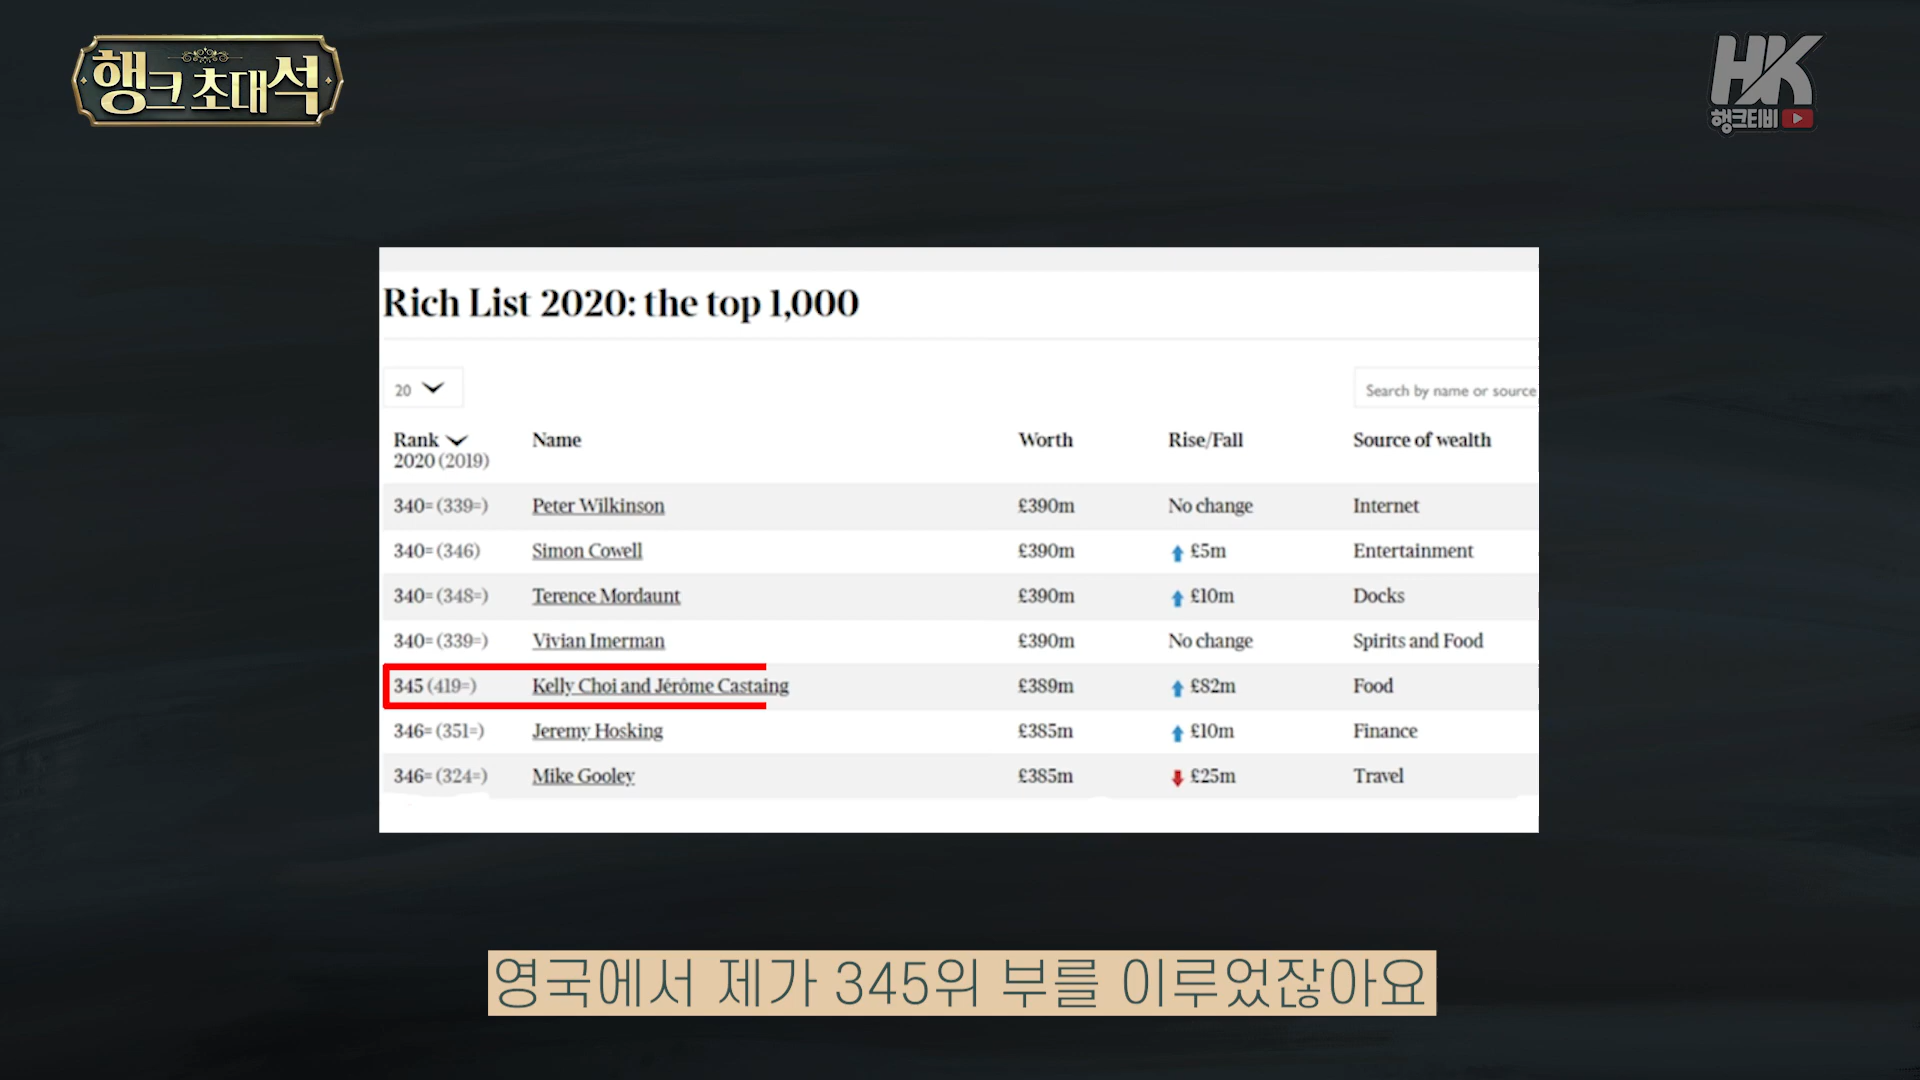 행크 초대석
HK
행크티비
Rich List 2020: the top 1,000
20
Search by name or source
Rank Name Worth Rise/Fall Source of wealth
2020 (2019)
340= (339=) Peter Wilkinson £390m No change Internet
340= (346) Simon Cowell £390m £5m Entertainment
340= (348=) Terence Mordaunt £390m £10m Docks
340= (339=) Vivian Imerman £390m No change Spirits and Food
345 (419=) Kelly Choi and Jérôme Castaing £389m £82m Food
346= (351=) Jeremy Hosking £385m £10m Finance
346= (324=) Mike Gooley £385m £25m Travel
영국에서 제가 345위 부를 이루었잖아요